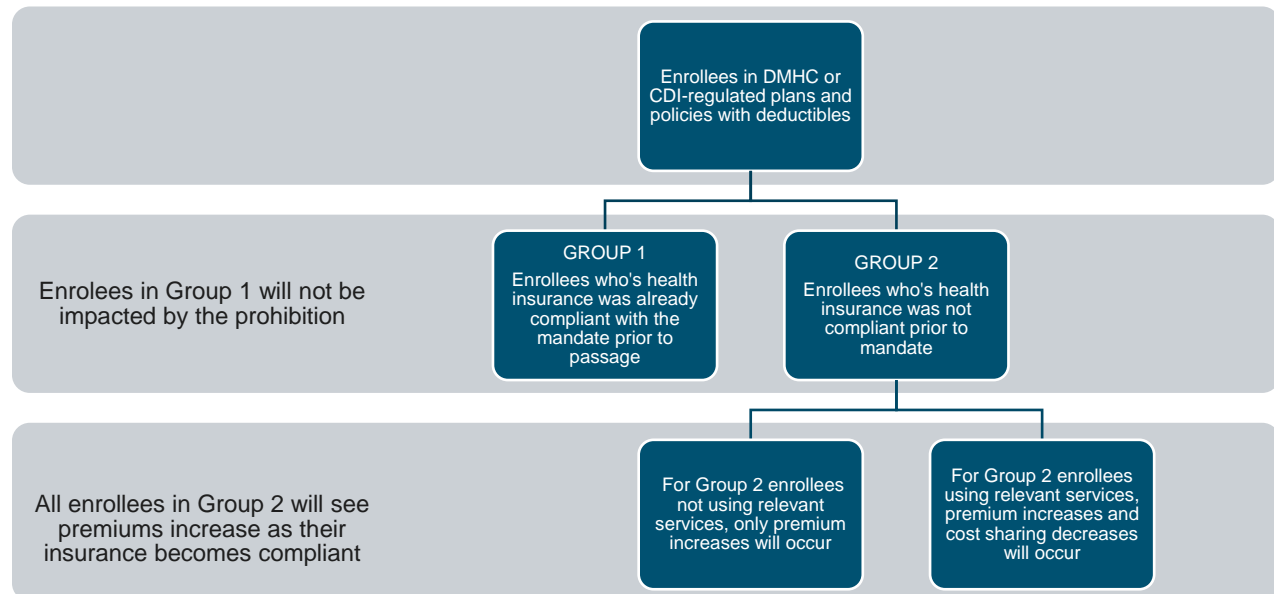 Enrollees in DMHC or
CDI-regulated plans and
policies with deductibles
Enrolees in Group 1 will not be
impacted by the prohibition
GROUP 1
Enrollees who's health
insurance was already
compliant with the
mandate prior to
passage
GROUP 2
Enrollees who's health
insurance was not
compliant prior to
mandate
All enrollees in Group 2 will see
premiums increase as their
insurance becomes compliant
For Group 2 enrollees
not using relevant
services, only premium
increases will occur
For Group 2 enrollees
using relevant services,
premium increases and
cost sharing decreases
will occur